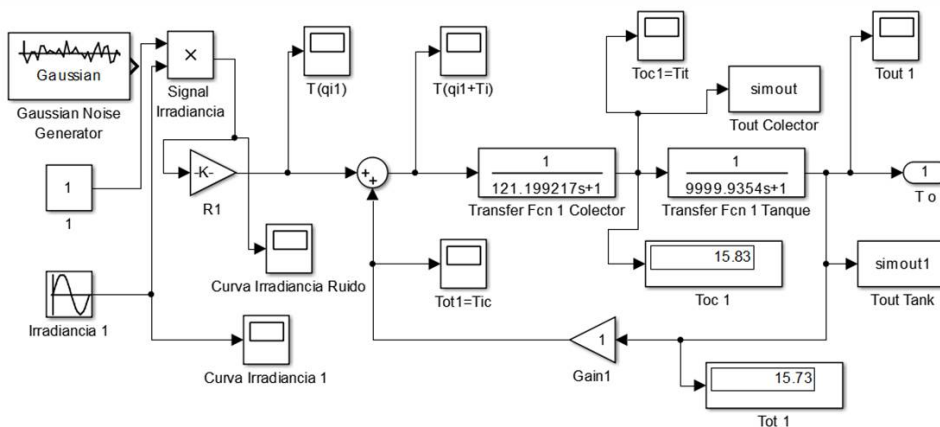 Gaussian
Gaussian Noise
Generator
×
Signal
Irradiancia
1
1
Irradiancia 1
-K-
R1
T(qi1)
Curva Irradiancia Ruido
Curva Irradiancia 1
+
+
T(qi1+Ti)
Tot1=Tic
1
121.199217s+1
Transfer Fcn 1 Colector
Toc1=Tit
simout
Tout Colector
1
9999.9354s+1
Transfer Fcn 1 Tanque
15.83
Toc 1
1
Gain1
15.73
Tot 1
Tout 1
1
T o
simout1
Tout Tank